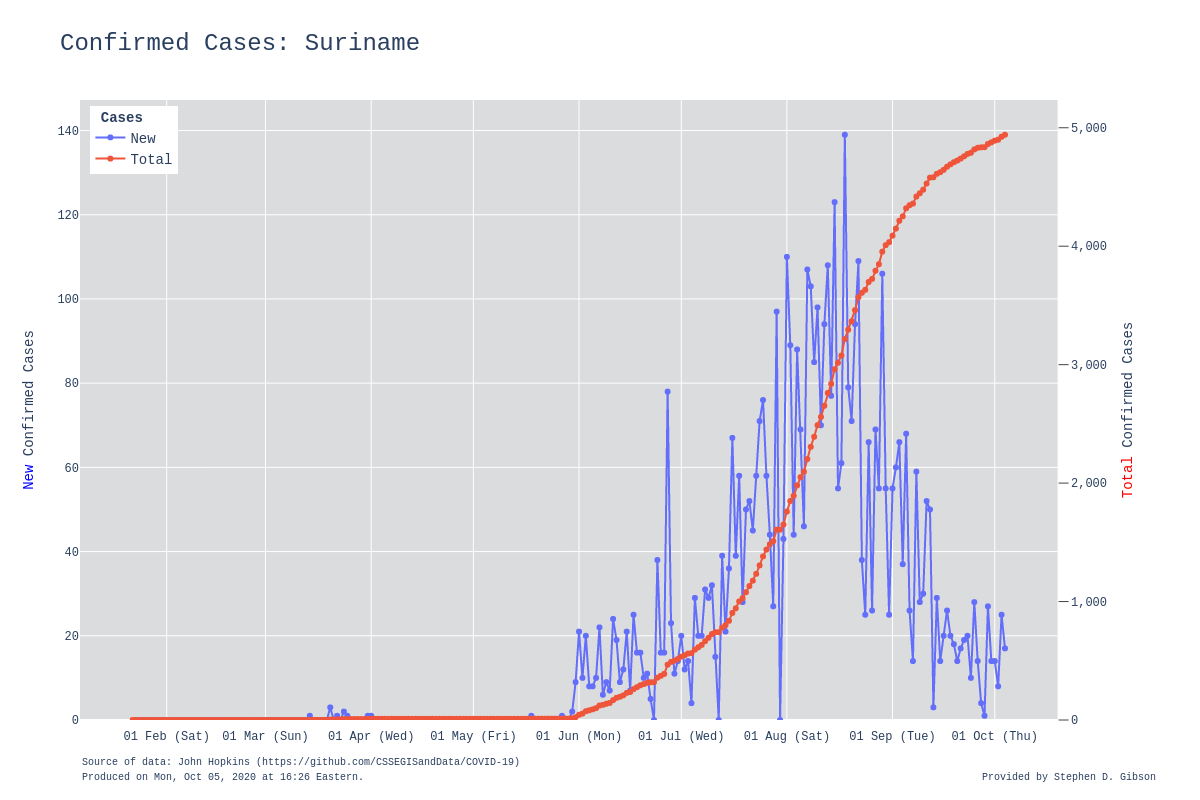 Confirmed Cases: Suriname
Cases
New
Total
140
120
100
80
60
40
20
0
5,000
4,000
3,000
2,000
1,000
0
New Confirmed Cases
Total Confirmed Cases
01 Feb (Sat) 01 Mar (Sun) 01 Apr (Wed) 01 May (Fri) 01 Jun (Mon) 01 Jul (Wed) 01 Aug (Sat) 01 Sep (Tue) 01 Oct (Thu)
Source of data: John Hopkins (https://github.com/CSSEGISandData/COVID-19)
Produced on Mon, Oct 05, 2020 at 16:26 Eastern.
Provided by Stephen D. Gibson